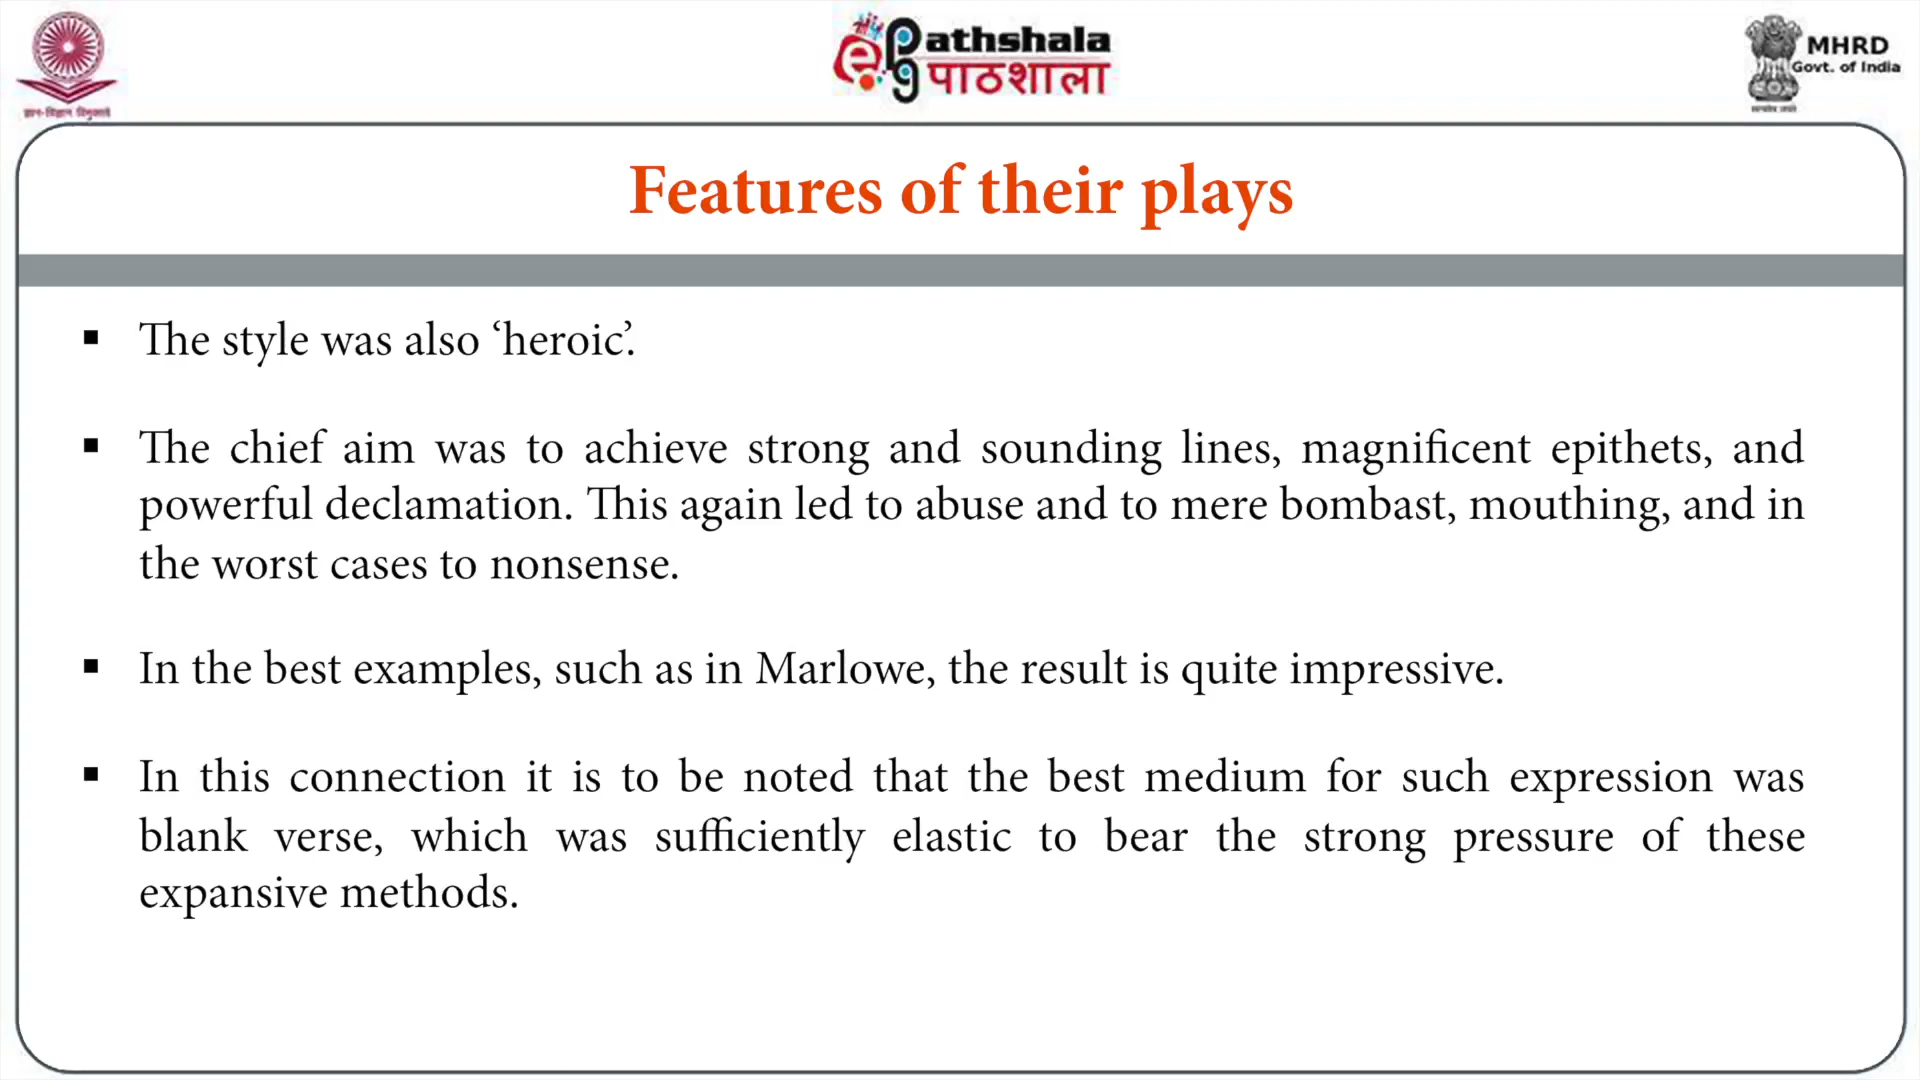 athshala
पाठशाला
MHRD
Govt. of India
ज्ञान-विज्ञान विमुक्तये
सत्यमेव जयते
Features of their plays
▪ The style was also ‘heroic’.
▪ The chief aim was to achieve strong and sounding lines, magnificent epithets, and
powerful declamation. This again led to abuse and to mere bombast, mouthing, and in
the worst cases to nonsense.
▪ In the best examples, such as in Marlowe, the result is quite impressive.
▪ In this connection it is to be noted that the best medium for such expression was
blank verse, which was sufficiently elastic to bear the strong pressure of these
expansive methods.